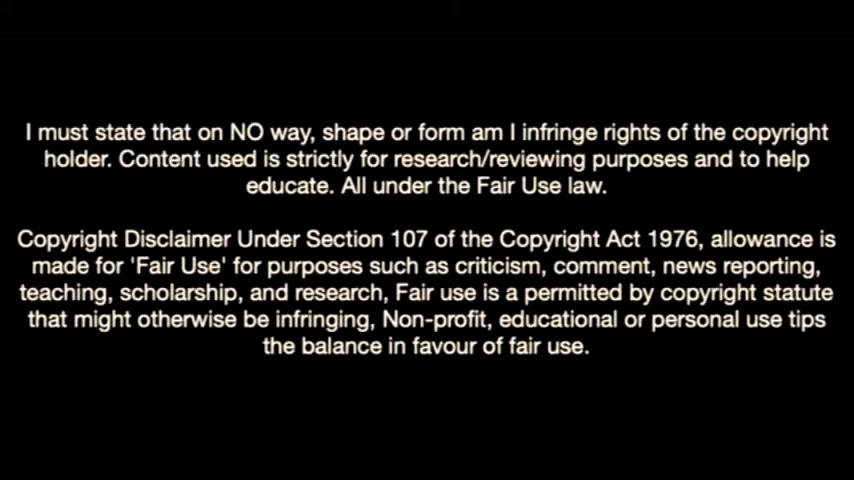 I must state that on NO way, shape or form am I infringe rights of the copyright
holder. Content used is strictly for research/reviewing purposes and to help
educate. All under the Fair Use law.
Copyright Disclaimer Under Section 107 of the Copyright Act 1976, allowance is
made for 'Fair Use' for purposes such as criticism, comment, news reporting,
teaching, scholarship, and research, Fair use is a permitted by copyright statute
that might otherwise be infringing, Non-profit, educational or personal use tips
the balance in favour of fair use.